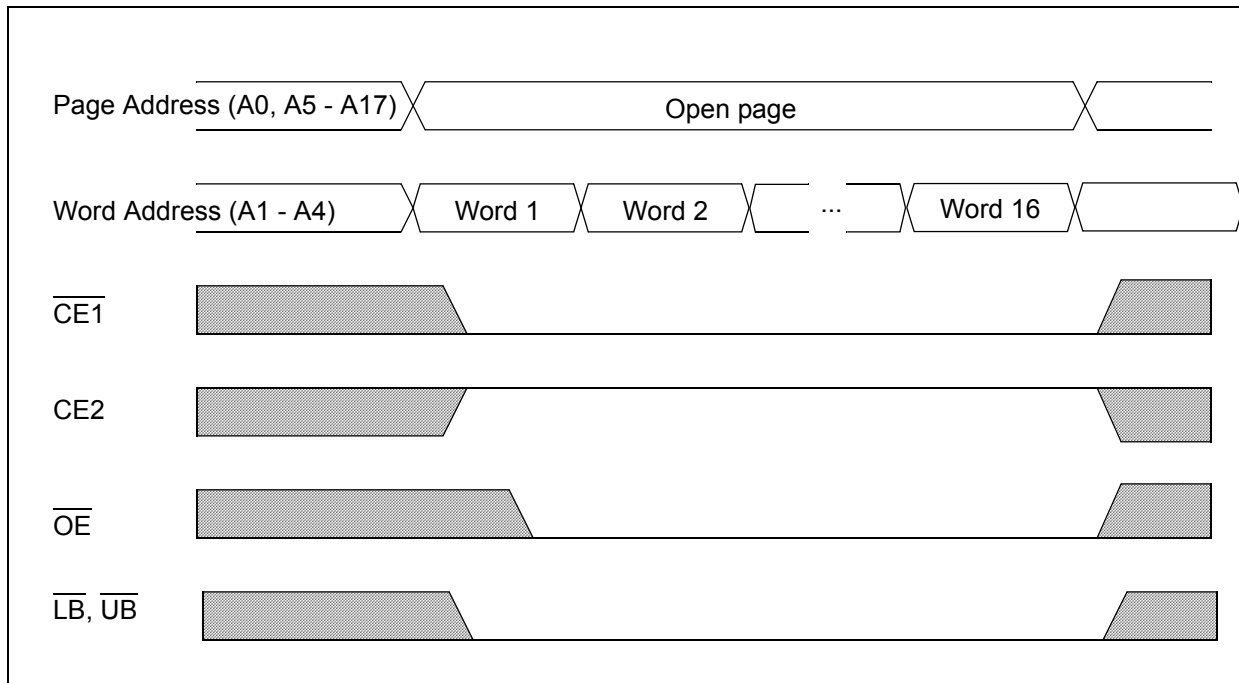 Page Address (A0, A5 - A17)
Open page
Word Address (A1 - A4)
Word 1
Word 2
...
Word 16
CE1
CE2
OE
LB, UB